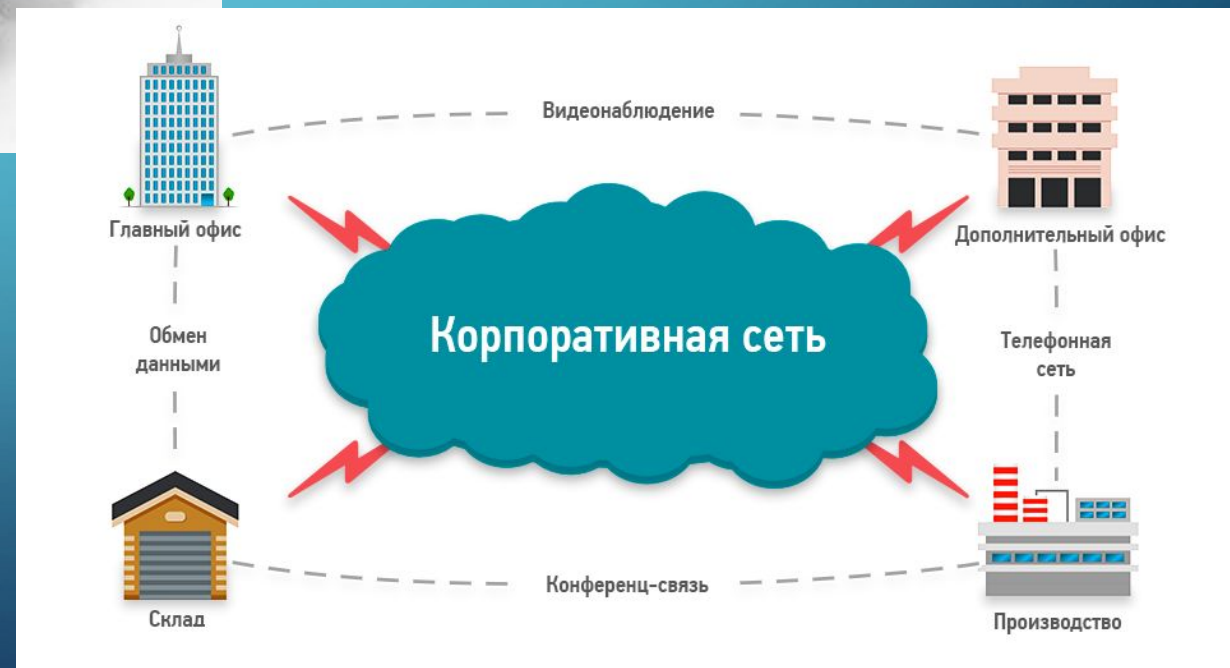 Видеонаблюдение
Главный офис
Дополнительный офис
Обмен
данными
Корпоративная сеть
Телефонная
сеть
Конференц-связь
Склад
Производство